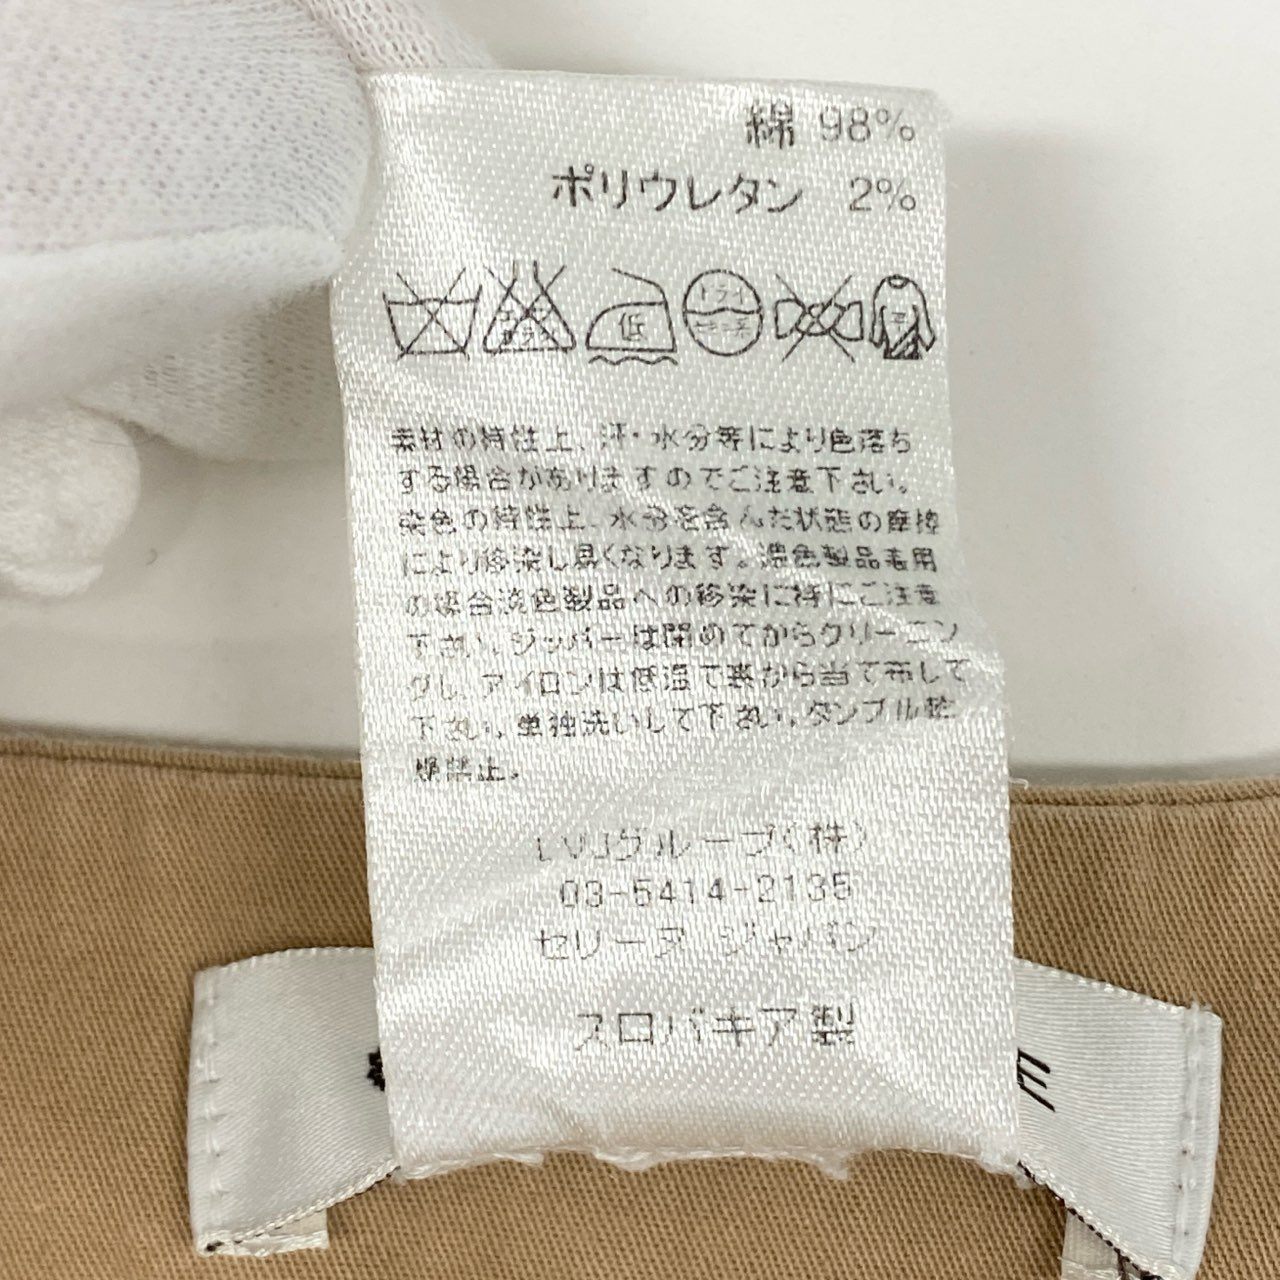 綿 98%
ポリウレタン 2%
低
ドライ
セキユ系
素材の特性上、汗・水分等により色落ち
する場合がありますのでご注意下さい。
染色の特性上、水分を含んだ状態の摩擦
により移染し易くなります。濃色製品着用
の場合淡色製品への移染に特にご注意
下さい。ジッパーは閉めてからクリーニン
グし、アイロンは低温で裏から当て布して
下さい。単独洗いして下さい。タンブル乾
燥禁止。
LVJグループ(株)
03-5414-2135
セリーヌ ジャパン
スロバキア製
E